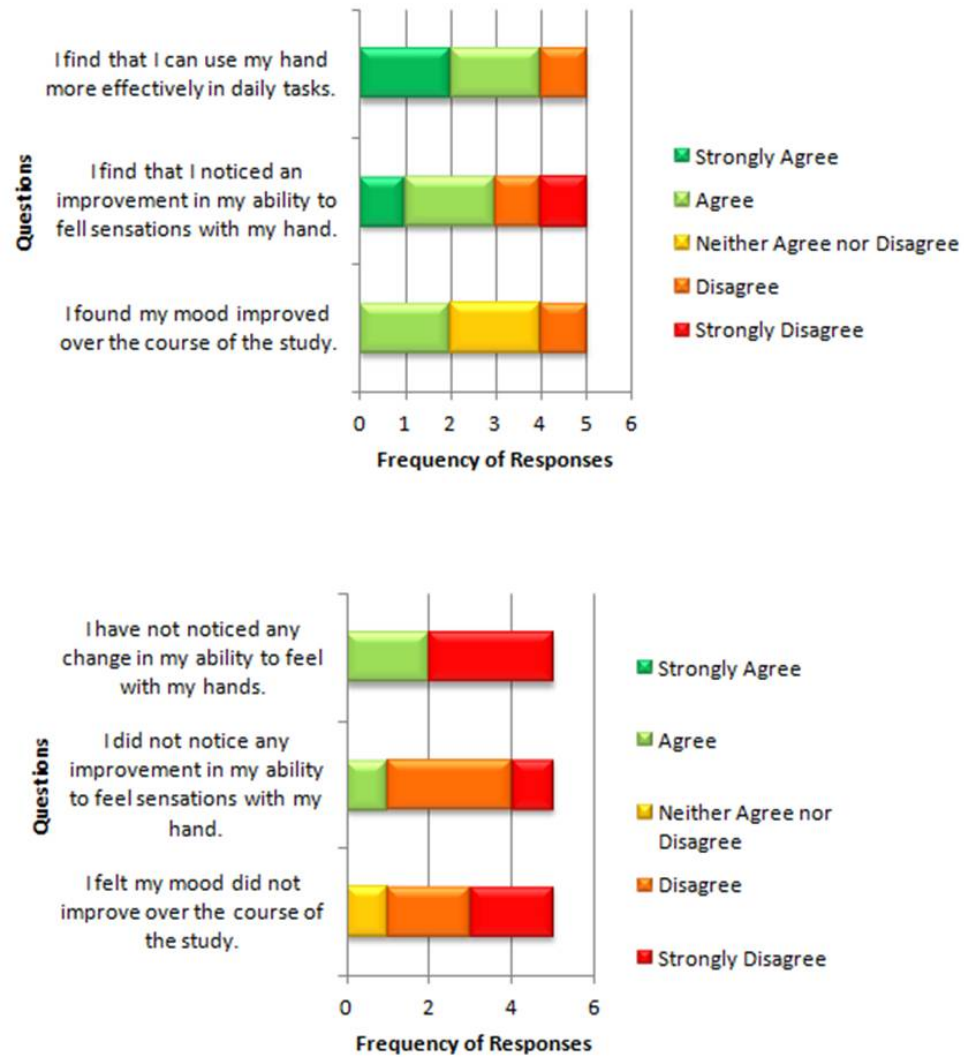 I find that I can use my hand
more effectively in daily tasks.
I find that I noticed an
improvement in my ability to
fell sensations with my hand.
I found my mood improved
over the course of the study.
Questions
0 1 2 3 4 5 6
Frequency of Responses
Strongly Agree
Agree
Neither Agree nor Disagree
Disagree
Strongly Disagree
I have not noticed any
change in my ability to feel
with my hands.
I did not notice any
improvement in my ability
to feel sensations with my
hand.
I felt my mood did not
improve over the course of
the study.
Questions
0 2 4 6
Frequency of Responses
Strongly Agree
Agree
Neither Agree nor
Disagree
Disagree
Strongly Disagree